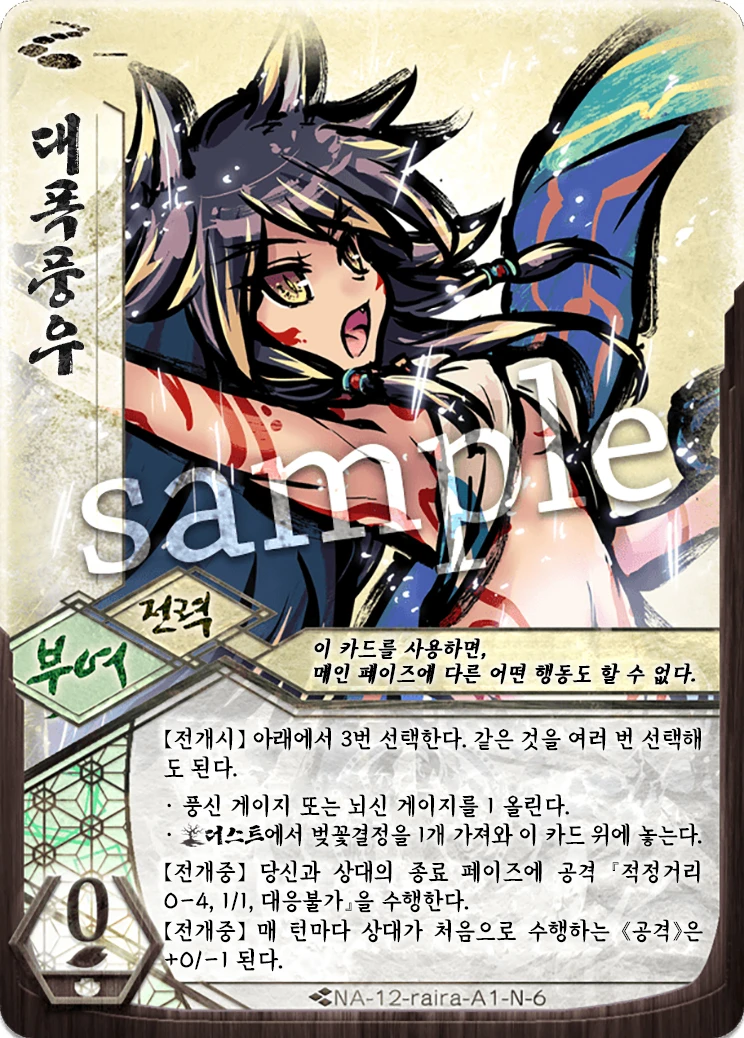 대폭풍우
sample
전력
부여
이 카드를 사용하면,
메인 페이즈에 다른 어떤 행동도 할 수 없다.
【전개시】 아래에서 3번 선택한다. 같은 것을 여러 번 선택해
도 된다.
· 풍신 게이지 또는 뇌신 게이지를 1 올린다.
· 더스트에서 벚꽃결정을 1개 가져와 이 카드 위에 놓는다.
【전개중】 당신과 상대의 종료 페이즈에 공격 『적정거리
0-4, 1/1, 대응불가』을 수행한다.
【전개중】 매 턴마다 상대가 처음으로 수행하는 《공격》은
+0/-1 된다.
0
NA-12-raira-A1-N-6